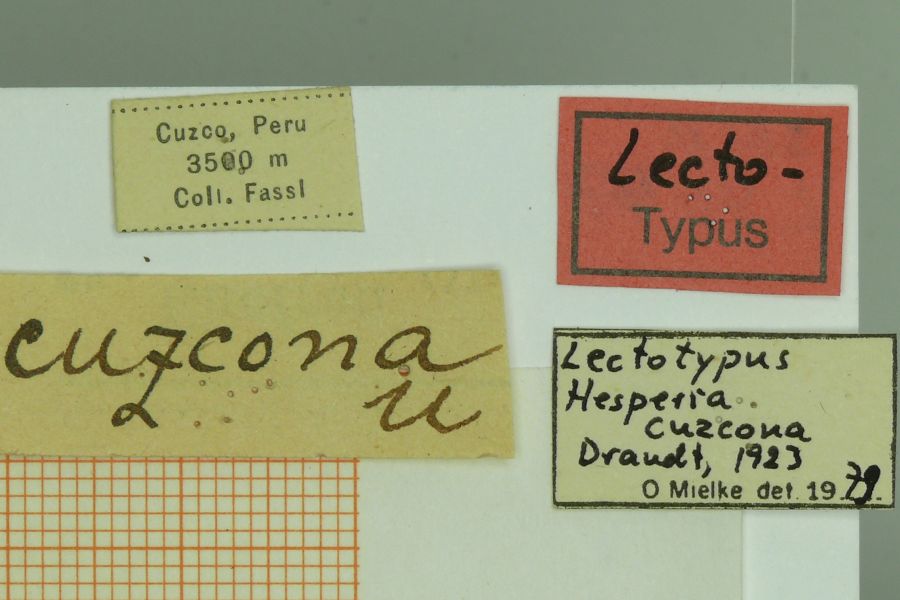 Cuzco, Peru
3500 m
Coll. Fassl
Lecto-
Typus
cuzcona
u
Lectotypus
Hesperia
cuzcona
Draudt, 1923
O Mielke det. 1979.